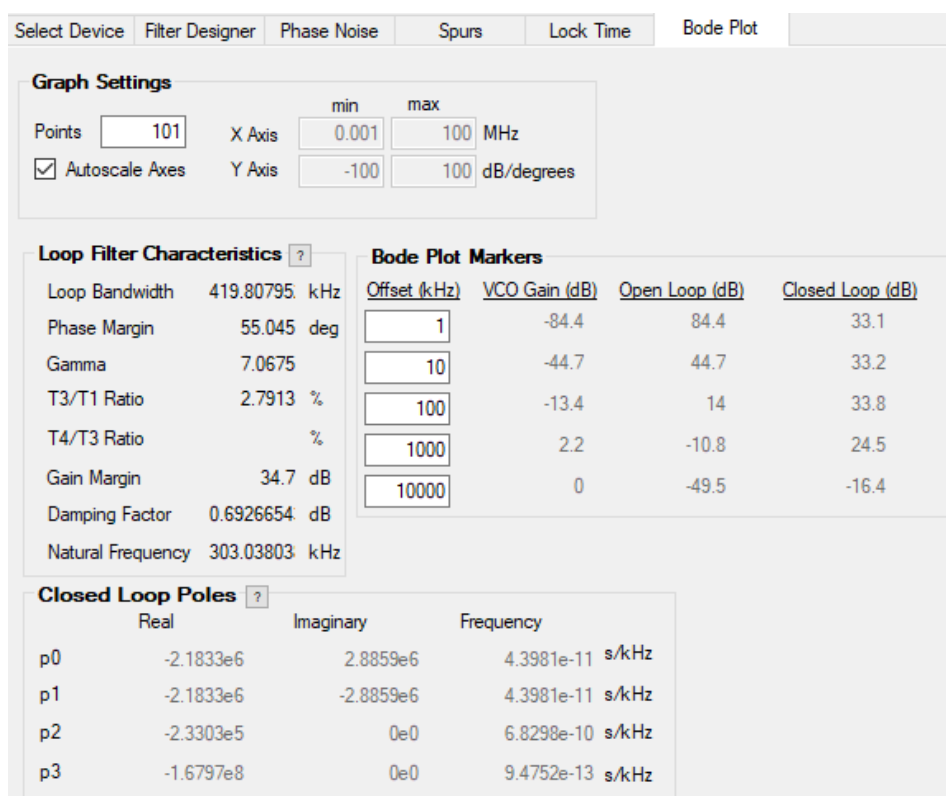 Select Device Filter Designer Phase Noise Spurs Lock Time Bode Plot
Graph Settings
min max
Points 101 X Axis 0.001 100 MHz
Autoscale Axes Y Axis -100 100 dB/degrees
Loop Filter Characteristics ?
Loop Bandwidth 419.80795 kHz
Phase Margin 55.045 deg
Gamma 7.0675
T3/T1 Ratio 2.7913 %
T4/T3 Ratio %
Gain Margin 34.7 dB
Damping Factor 0.6926654 dB
Natural Frequency 303.03803 kHz
Bode Plot Markers
Offset (kHz) VCO Gain (dB) Open Loop (dB) Closed Loop (dB)
1 -84.4 84.4 33.1
10 -44.7 44.7 33.2
100 -13.4 14 33.8
1000 2.2 -10.8 24.5
10000 0 -49.5 -16.4
Closed Loop Poles ?
Real Imaginary Frequency
p0 -2.1833e6 2.8859e6 4.3981e-11 s/kHz
p1 -2.1833e6 -2.8859e6 4.3981e-11 s/kHz
p2 -2.3303e5 0e0 6.8298e-10 s/kHz
p3 -1.6797e8 0e0 9.4752e-13 s/kHz